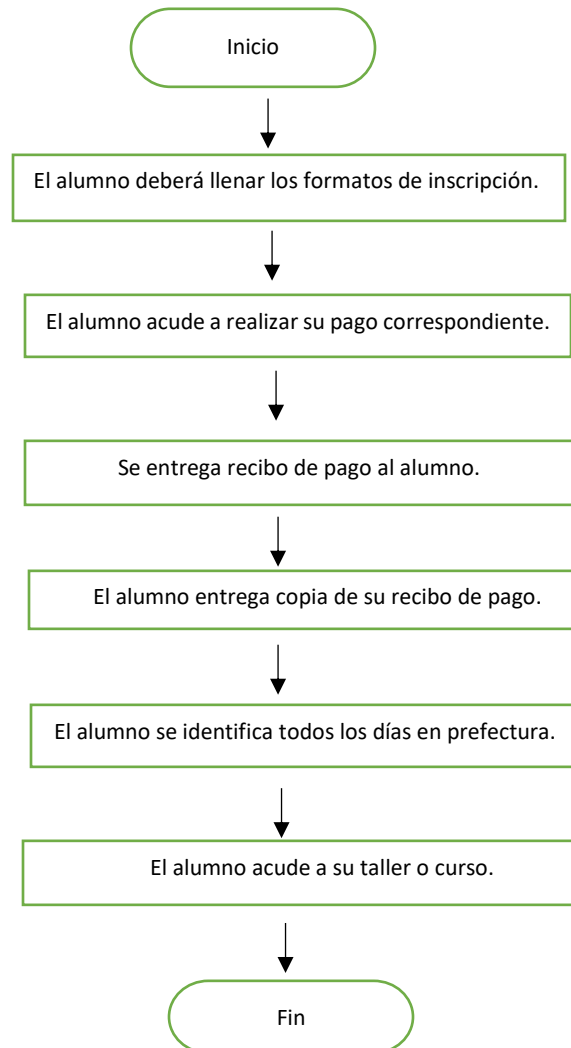 Inicio
El alumno deberá llenar los formatos de inscripción.
El alumno acude a realizar su pago correspondiente.
Se entrega recibo de pago al alumno.
El alumno entrega copia de su recibo de pago.
El alumno se identifica todos los días en prefectura.
El alumno acude a su taller o curso.
Fin